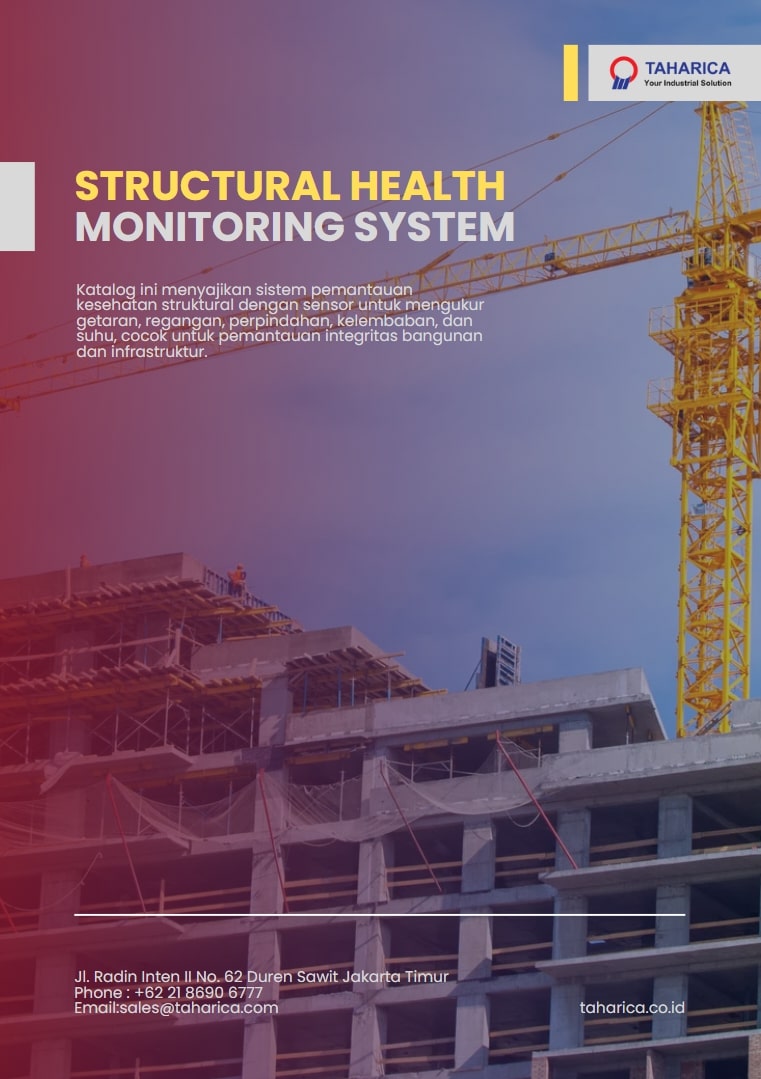 TAHARICA
Your Industrial Solution
STRUCTURAL HEALTH
MONITORING SYSTEM
Katalog ini menyajikan sistem pemantauan
kesehatan struktural dengan sensor untuk mengukur
getaran, regangan, perpindahan, kelembaban, dan
suhu, cocok untuk pemantauan integritas bangunan
dan infrastruktur.
Jl. Radin Inten II No. 62 Duren Sawit Jakarta Timur
Phone : +62 21 8690 6777
Email:sales@taharica.com
taharica.co.id